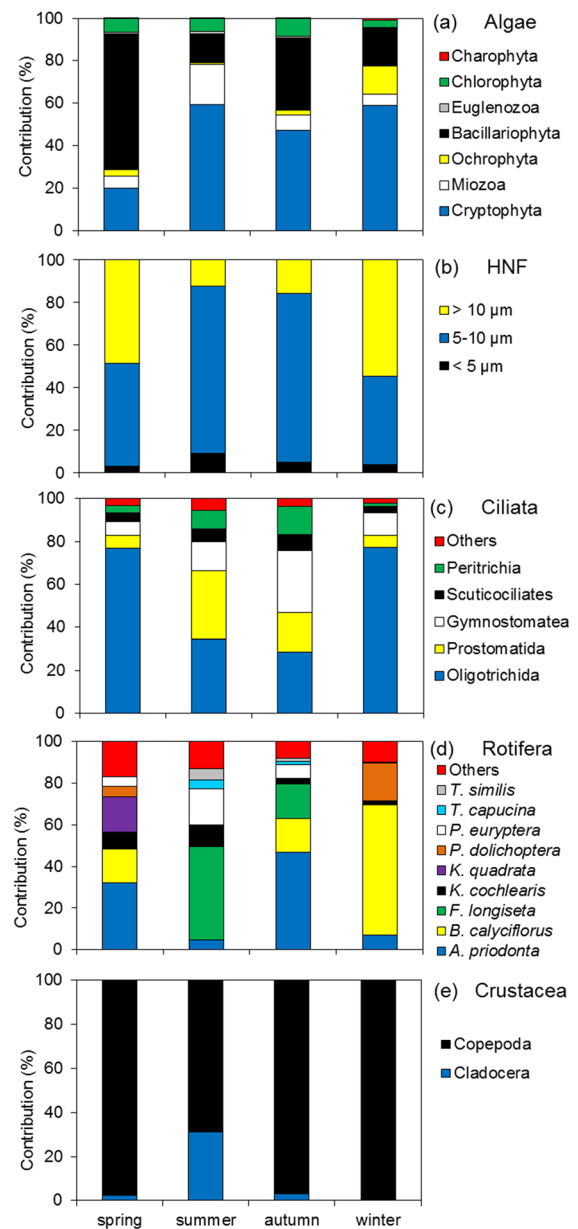 (a) Algae
100
80
60
40
20
0
Contribution (%)
Charophyta
Chlorophyta
Euglenozoa
Bacillariophyta
Ochrophyta
Miozoa
Cryptophyta
(b) HNF
100
80
60
40
20
0
Contribution (%)
> 10 µm
5-10 µm
< 5 µm
(c) Ciliata
100
80
60
40
20
0
Contribution (%)
Others
Peritrichia
Scuticociliates
Gymnostomatea
Prostomatida
Oligotrichida
(d) Rotifera
100
80
60
40
20
0
Contribution (%)
Others
T. similis
T. capucina
P. euryptera
P. dolichoptera
K. quadrata
K. cochlearis
F. longiseta
B. calyciflorus
A. priodonta
(e) Crustacea
100
80
60
40
20
0
Contribution (%)
Copepoda
Cladocera
spring summer autumn winter